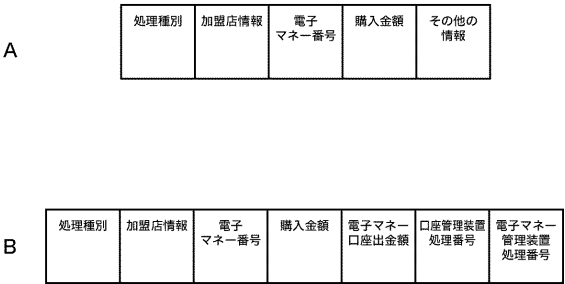 A
処理種別
加盟店情報
電子
マネー番号
購入金額
その他の
情報
B
処理種別
加盟店情報
電子
マネー番号
購入金額
電子マネー
口座出金額
口座管理装置
処理番号
電子マネー
管理装置
処理番号